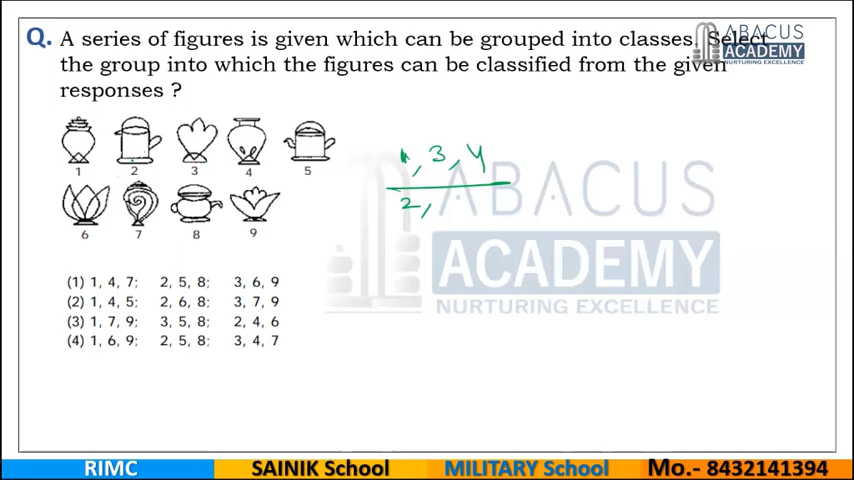 Q. A series of figures is given which can be grouped into classes. Select
the group into which the figures can be classified from the given
responses ?
ABACUS
ACADEMY
NURTURING EXCELLENCE
1 2 3 4 5
6 7 8 9
1, 3, 4
2,
ABACUS
ACADEMY
NURTURING EXCELLENCE
(1) 1, 4, 7; 2, 5, 8; 3, 6, 9
(2) 1, 4, 5; 2, 6, 8; 3, 7, 9
(3) 1, 7, 9; 3, 5, 8; 2, 4, 6
(4) 1, 6, 9; 2, 5, 8; 3, 4, 7
RIMC SAINIK School MILITARY School Mo.- 8432141394